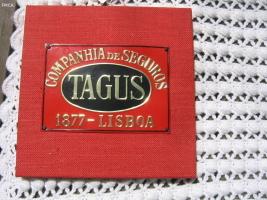 COMPANHIA DE SEGUROS
TAGUS
1877 - LISBOA